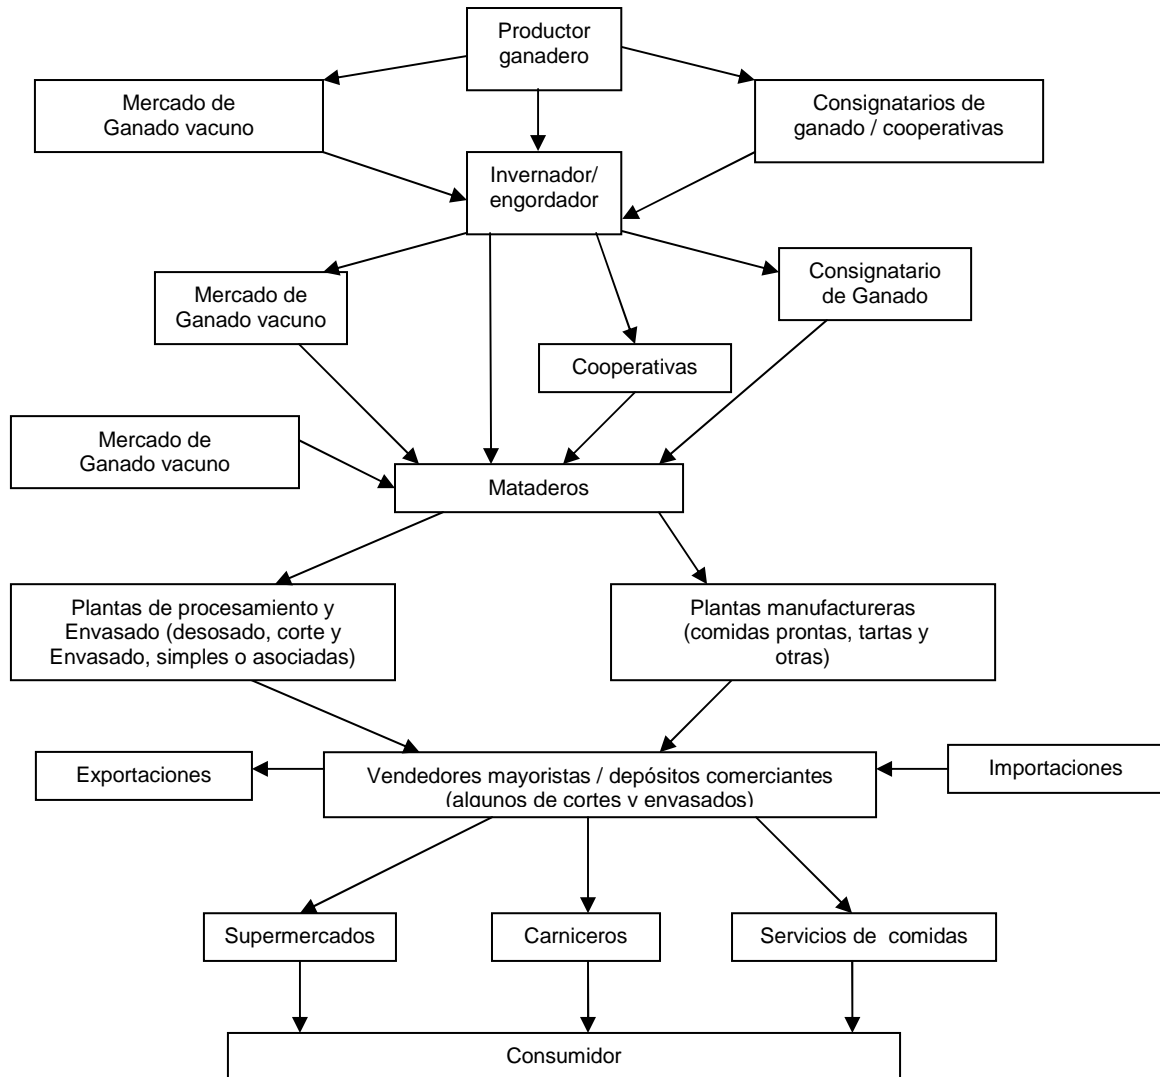 Productor
ganadero
Mercado de
Ganado vacuno
Consignatarios de
ganado / cooperativas
Invernador/
engordador
Mercado de
Ganado vacuno
Consignatario
de Ganado
Cooperativas
Mercado de
Ganado vacuno
Mataderos
Plantas de procesamiento y
Envasado (desosado, corte y
Envasado, simples o asociadas)
Plantas manufactureras
(comidas prontas, tartas y
otras)
Exportaciones
Vendedores mayoristas / depósitos comerciantes
(algunos de cortes y envasados)
Importaciones
Supermercados
Carniceros
Servicios de comidas
Consumidor